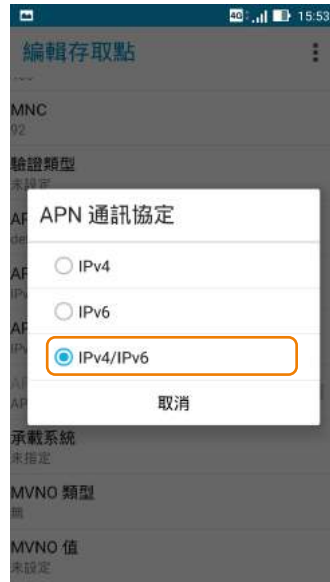 4G 15:53
編輯存取點
MNC
92
驗證類型
未設定
APN 通訊協定
IPv4
IPv6
IPv4/IPv6
取消
承載系統
未指定
MVNO 類型
無
MVNO 值
未設定